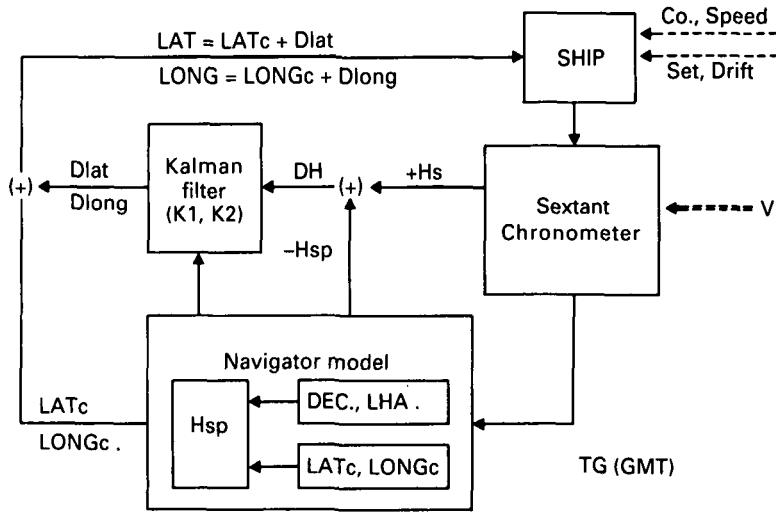 LAT = LATc + Dlat
LONG = LONGc + Dlong
SHIP
Co., Speed
Set, Drift
Dlat
Dlong
(+)
Kalman
filter
(K1, K2)
DH
(+)
+Hs
–Hsp
Sextant
Chronometer
V
Navigator model
Hsp
DEC., LHA .
LATc, LONGc
LATc
LONGc .
TG (GMT)